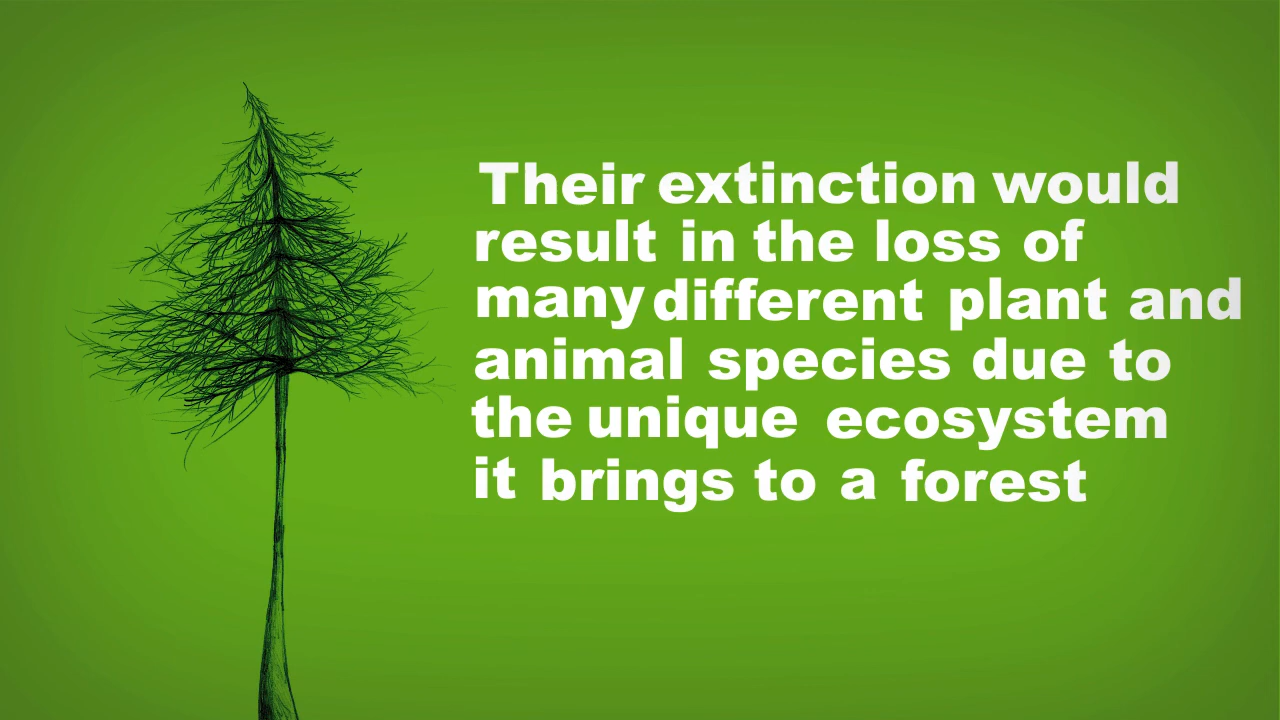 Their extinction would
result in the loss of
many different plant and
animal species due to
the unique ecosystem
it brings to a forest